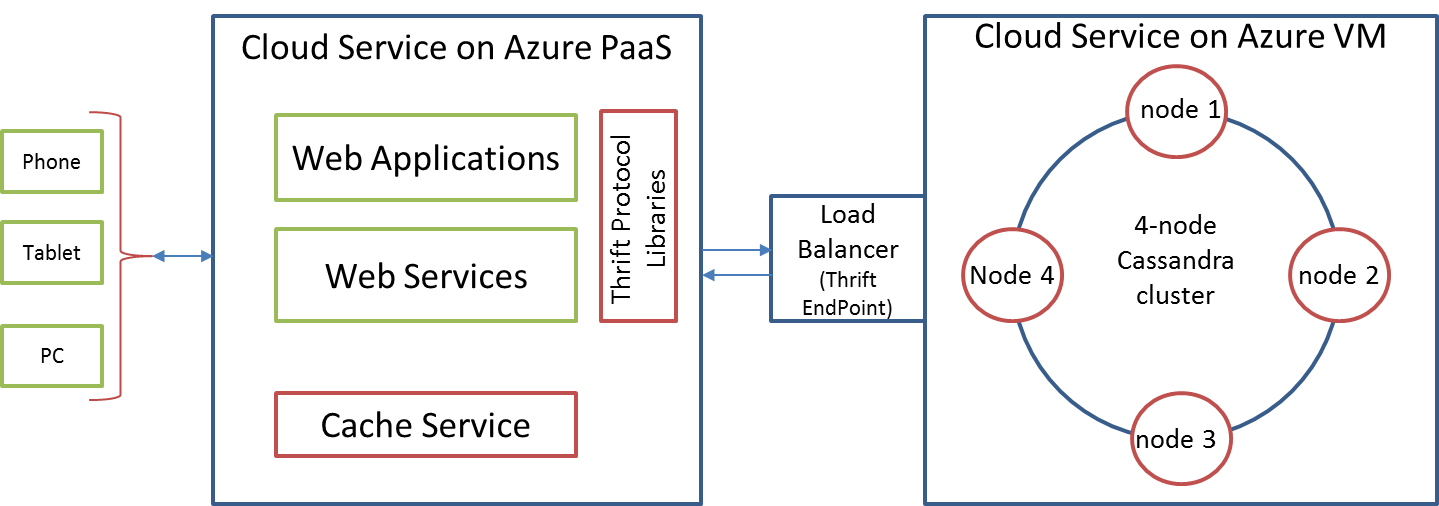 Phone
Tablet
PC
Cloud Service on Azure PaaS
Web Applications
Web Services
Cache Service
Thrift Protocol
Libraries
Load
Balancer
(Thrift
EndPoint)
Cloud Service on Azure VM
node 1
4-node
Cassandra
cluster
Node 4
node 2
node 3